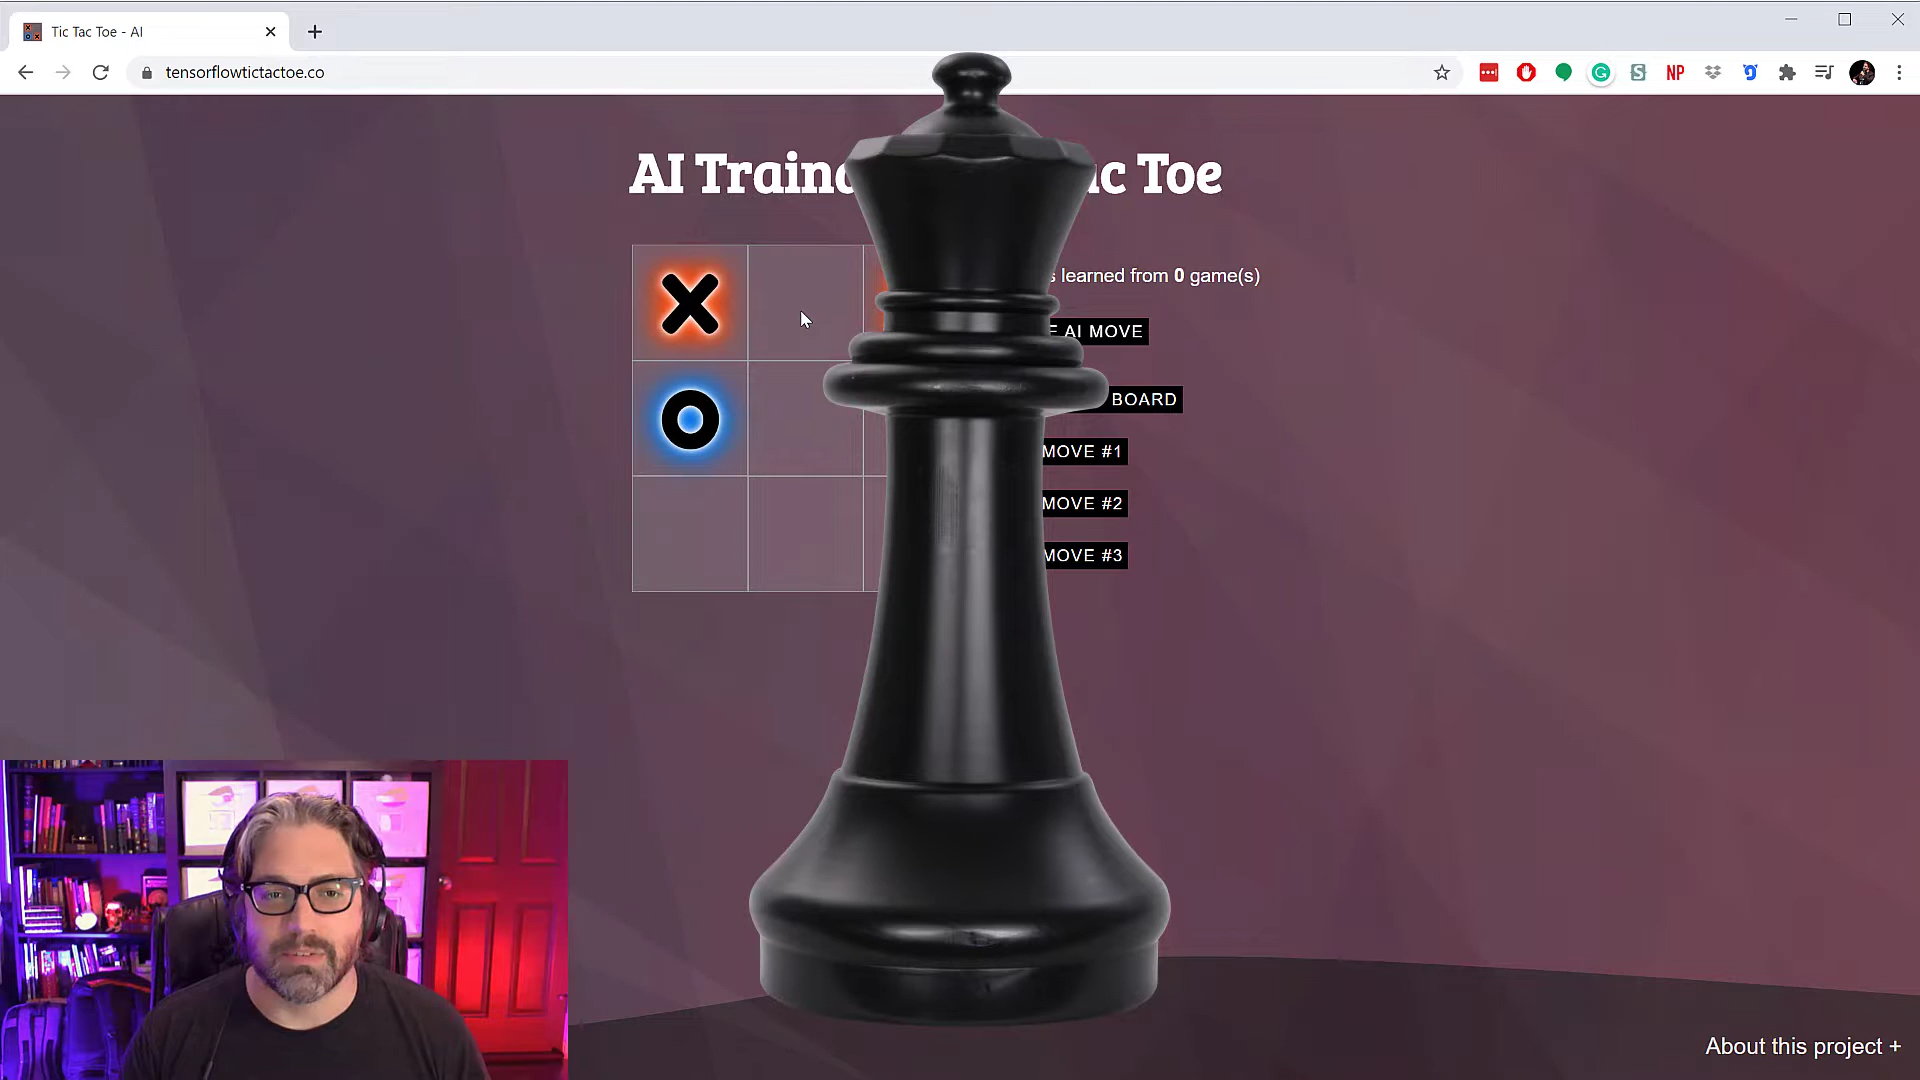 Tic Tac Toe - AI
tensorflowtictactoe.co
NP
AI
Toe
learned from 0 game(s)
AI MOVE
BOARD
MOVE #1
MOVE #2
MOVE #3
About this project +